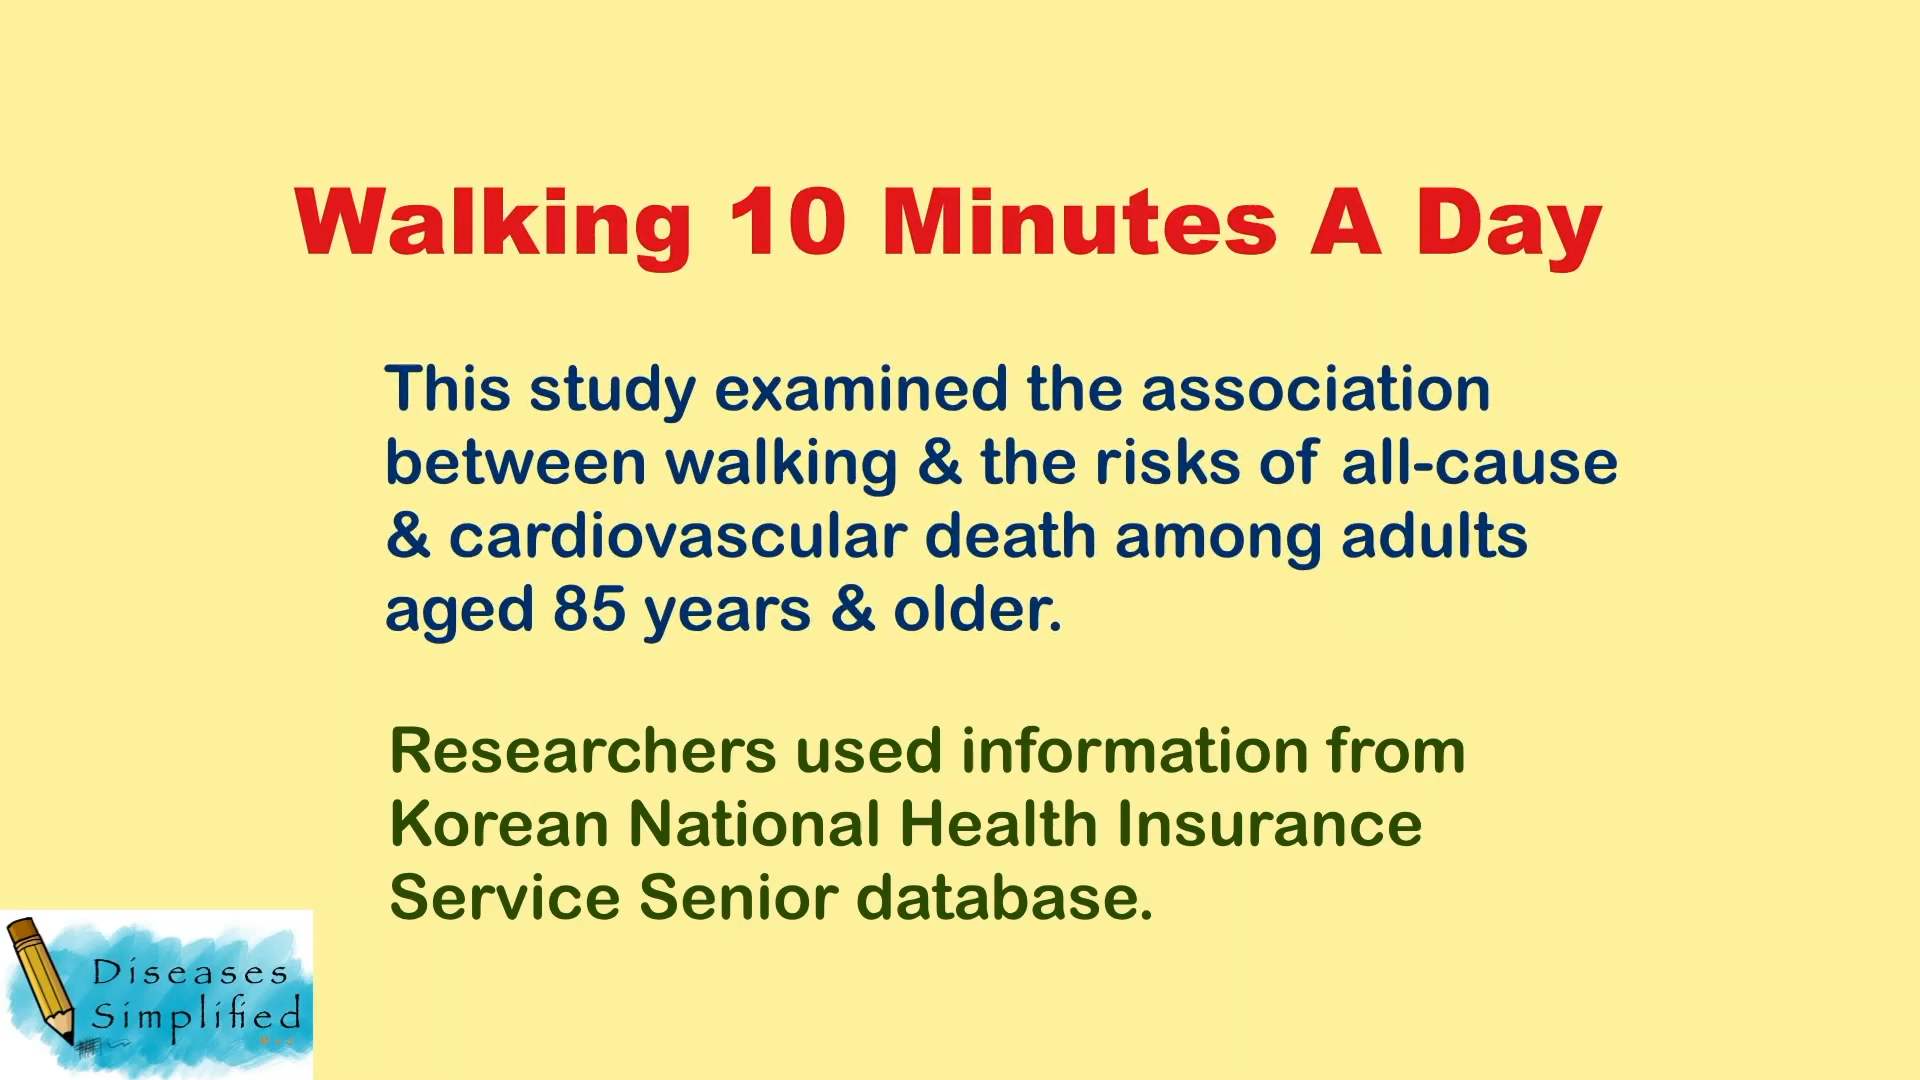 Walking 10 Minutes A Day
This study examined the association
between walking & the risks of all-cause
& cardiovascular death among adults
aged 85 years & older.
Researchers used information from
Korean National Health Insurance
Service Senior database.
Diseases
Simplified